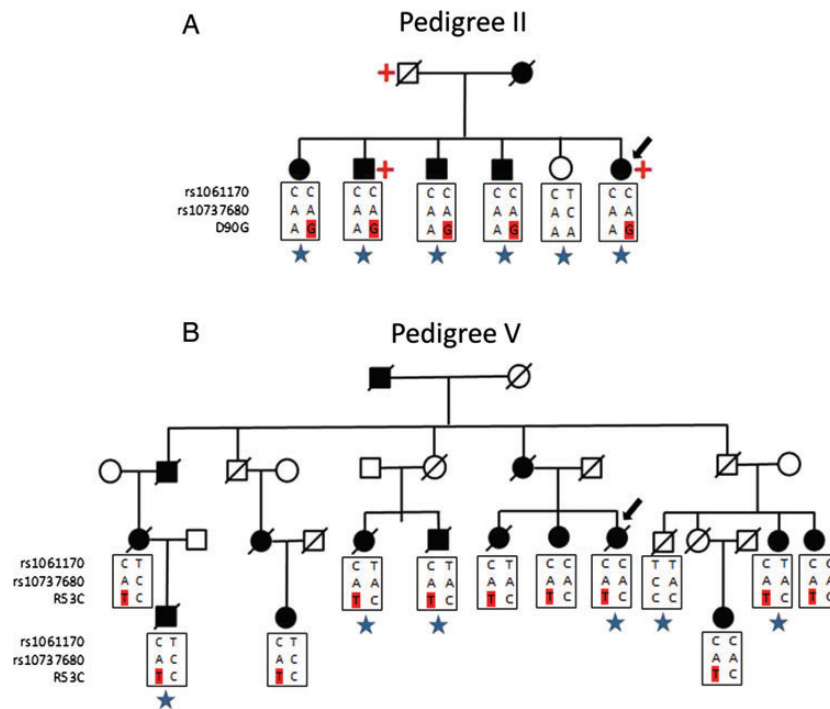 A
Pedigree II
+
+
+
rs1061170 C C C C C C C C C T C C
rs10737680 A A A A A A A A A C A A
D90G A G A G A G A G A A A G
B
Pedigree V
rs1061170 C T C T C T C T C C C C T T C T C C
rs10737680 A C A A A A A A A A A A C A A A A A
R53C T C T C T C T C T C T C C C T C T C
rs1061170 C T C T C C
rs10737680 A C A C A A
R53C T C T C T C